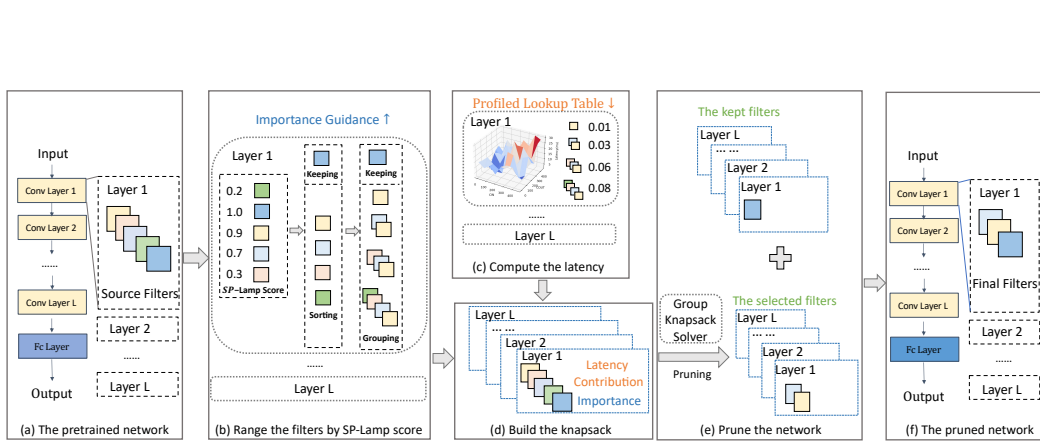 Input
Conv Layer 1
Conv Layer 2
......
Conv Layer L
Fc Layer
Output
Layer 1
Source Filters
Layer 2
......
Layer L
(a) The pretrained network
Importance Guidance ↑
Layer 1
0.2
1.0
0.9
0.7
0.3
SP-Lamp Score
Keeping
Sorting
Keeping
Grouping
......
Layer L
(b) Range the filters by SP-Lamp score
Profiled Lookup Table ↓
Layer 1
0.01
0.03
0.06
0.08
......
Layer L
(c) Compute the latency
Layer L
... ...
Layer 2
Layer 1
Latency
Contribution
Importance
(d) Build the knapsack
The kept filters
Layer L
... ...
Layer 2
Layer 1
Group
Knapsack
Solver
Pruning
The selected filters
Layer L
... ...
Layer 2
Layer 1
(e) Prune the network
Input
Conv Layer 1
Conv Layer 2
......
Conv Layer L
Fc Layer
Output
Layer 1
Final Filters
Layer 2
......
Layer L
(f) The pruned network